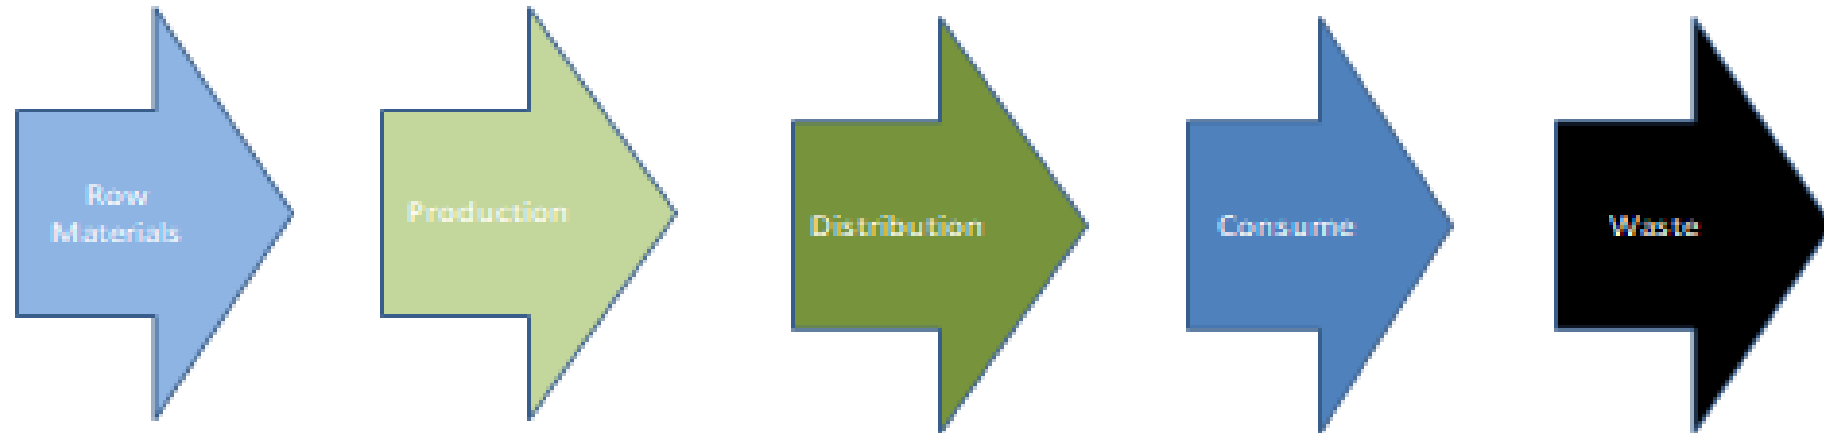 Row
Materials
Production
Distribution
Consume
Waste